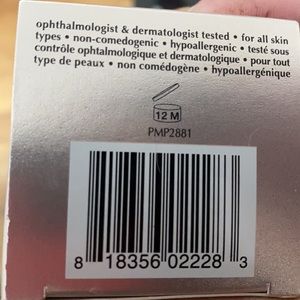 ophthalmologist & dermatologist tested • for all skin
types • non-comedogenic • hypoallergenic • testé sous
contrôle ophtalmologique et dermatologique • pour tout
type de peaux • non comédogène • hypoallergénique
12 M
PMP2881
8 18356 02228 3